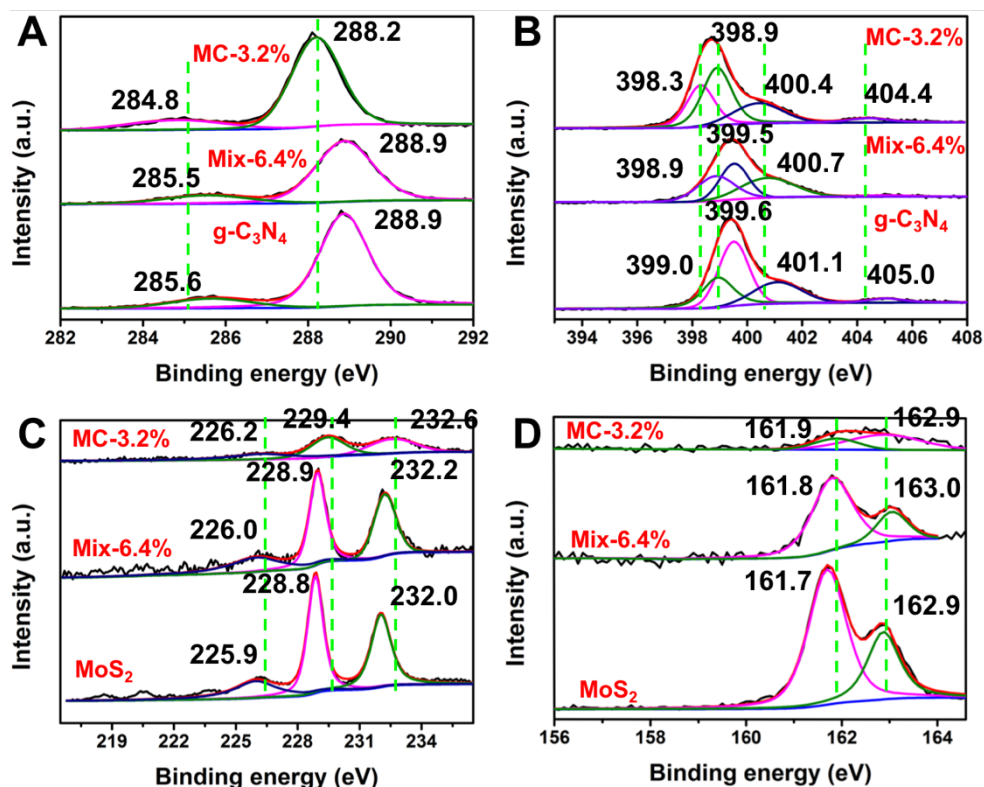 A
MC-3.2%
288.2
284.8
Mix-6.4%
288.9
285.5
g-C₃N₄
288.9
285.6
282 284 286 288 290 292
Binding energy (eV)
Intensity (a.u.)
B
398.9
MC-3.2%
398.3
400.4
404.4
399.5
Mix-6.4%
398.9
400.7
399.6
g-C₃N₄
399.0
401.1
405.0
394 396 398 400 402 404 406 408
Binding energy (eV)
Intensity (a.u.)
C
226.2
229.4
232.6
MC-3.2%
228.9
232.2
226.0
Mix-6.4%
228.8
232.0
225.9
MoS₂
219 222 225 228 231 234
Binding energy (eV)
Intensity (a.u.)
D
MC-3.2%
161.9
162.9
161.8
163.0
Mix-6.4%
161.7
162.9
MoS₂
156 158 160 162 164
Binding energy (eV)
Intensity (a.u.)